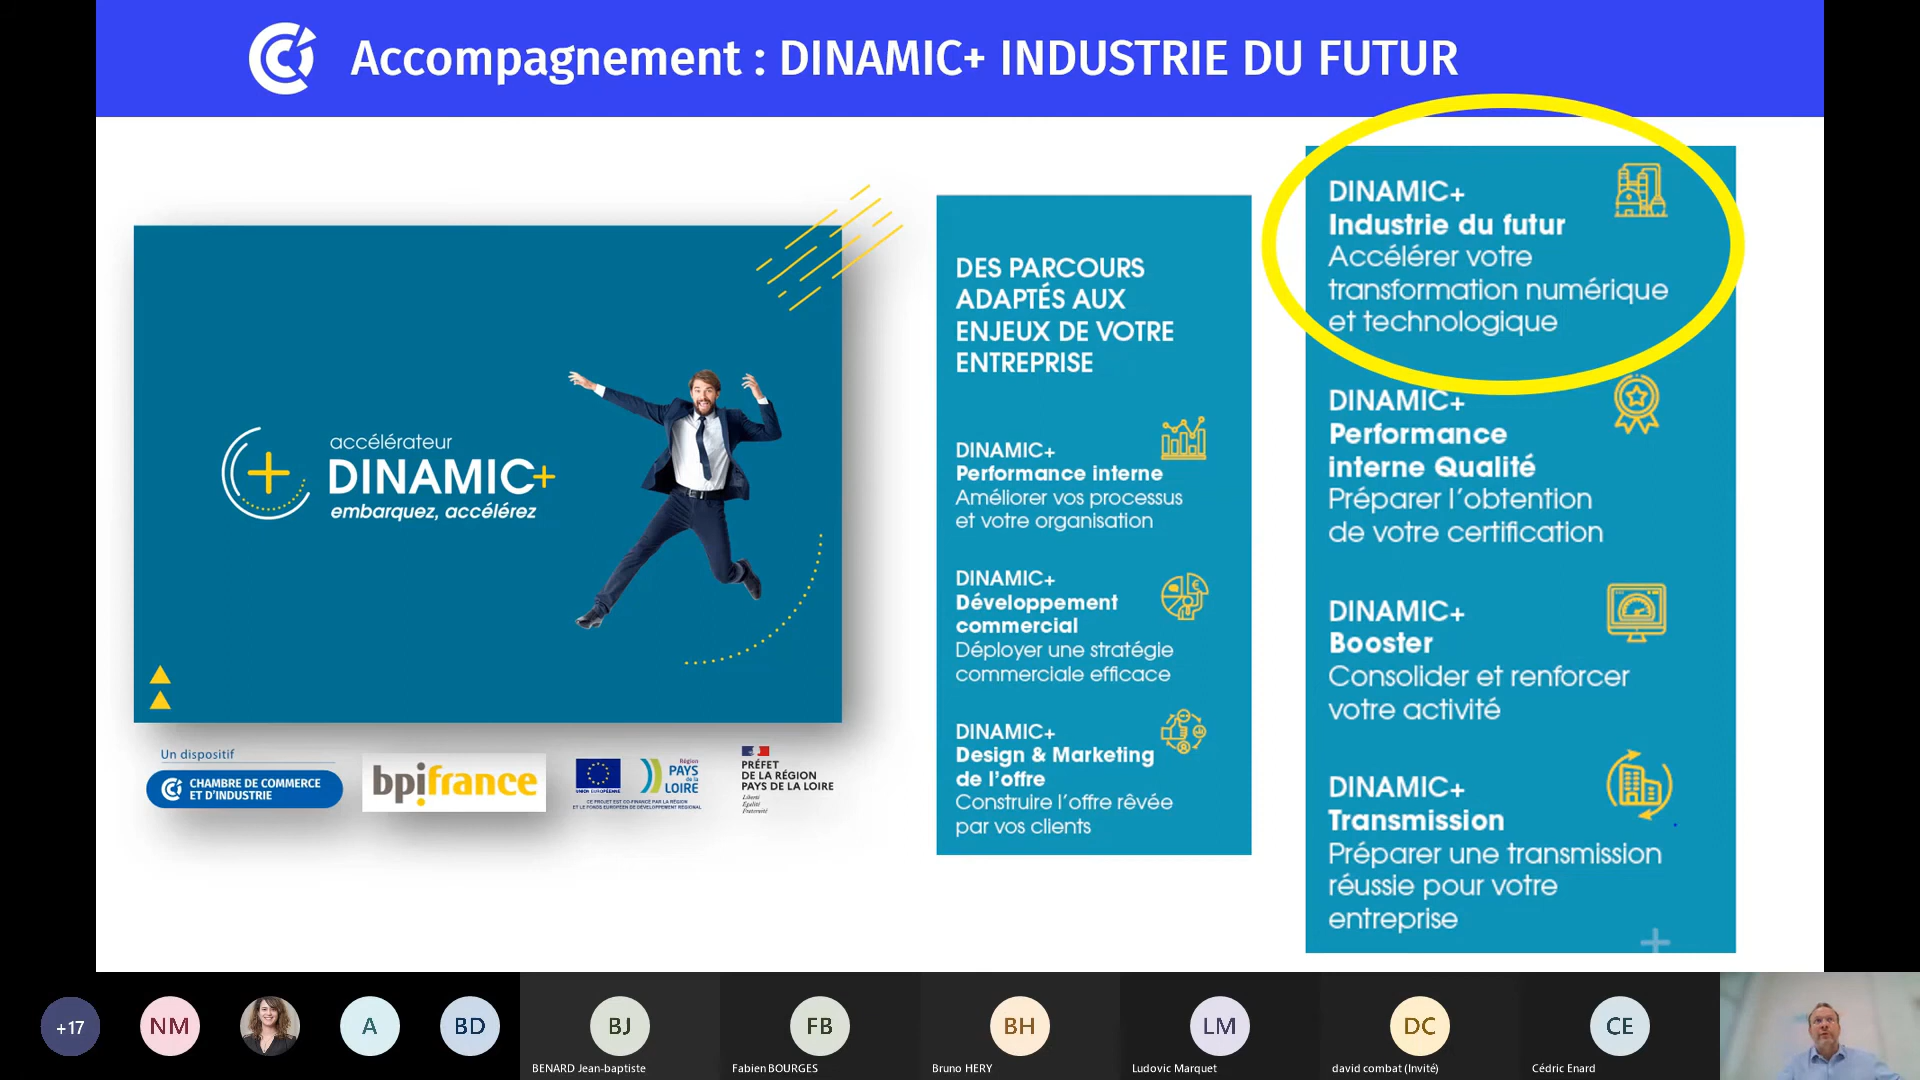 Accompagnement : DINAMIC+ INDUSTRIE DU FUTUR
accélérateur
DINAMIC+
embarquez, accélérez
Un dispositif
CHAMBRE DE COMMERCE
ET D'INDUSTRIE
bpifrance
UNION EUROPÉENNE
Région
PAYS
de la
LOIRE
CE PROJET EST CO-FINANCÉ PAR LA RÉGION
ET LE FONDS EUROPÉEN DE DÉVELOPPEMENT RÉGIONAL
PRÉFET
DE LA RÉGION
PAYS DE LA LOIRE
Liberté
Égalité
Fraternité
DES PARCOURS
ADAPTÉS AUX
ENJEUX DE VOTRE
ENTREPRISE
DINAMIC+
Performance interne
Améliorer vos processus
et votre organisation
DINAMIC+
Développement
commercial
Déployer une stratégie
commerciale efficace
DINAMIC+
Design & Marketing
de l'offre
Construire l'offre rêvée
par vos clients
DINAMIC+
Industrie du futur
Accélérer votre
transformation numérique
et technologique
DINAMIC+
Performance
interne Qualité
Préparer l'obtention
de votre certification
DINAMIC+
Booster
Consolider et renforcer
votre activité
DINAMIC+
Transmission
Préparer une transmission
réussie pour votre
entreprise
+17
NM
A
BD
BJ
BENARD Jean-baptiste
FB
Fabien BOURGES
BH
Bruno HERY
LM
Ludovic Marquet
DC
david combat (Invité)
CE
Cédric Enard